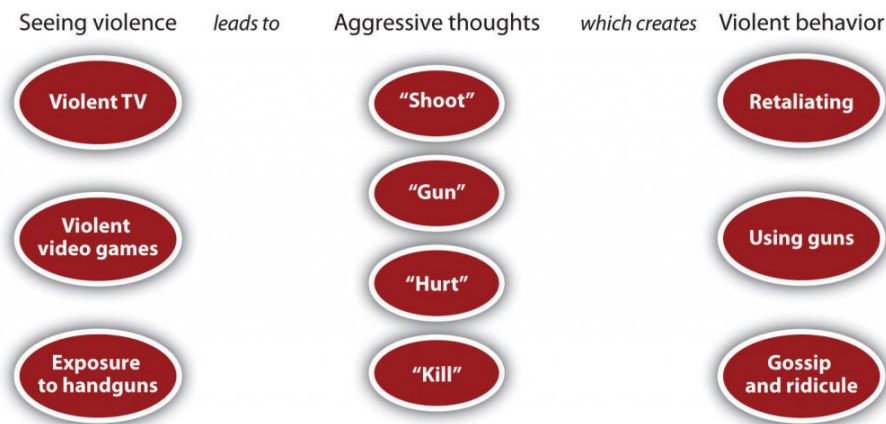 Seeing violence leads to Aggressive thoughts which creates Violent behavior
Violent TV
Violent
video games
Exposure
to handguns
“Shoot”
“Gun”
“Hurt”
“Kill”
Retaliating
Using guns
Gossip
and ridicule